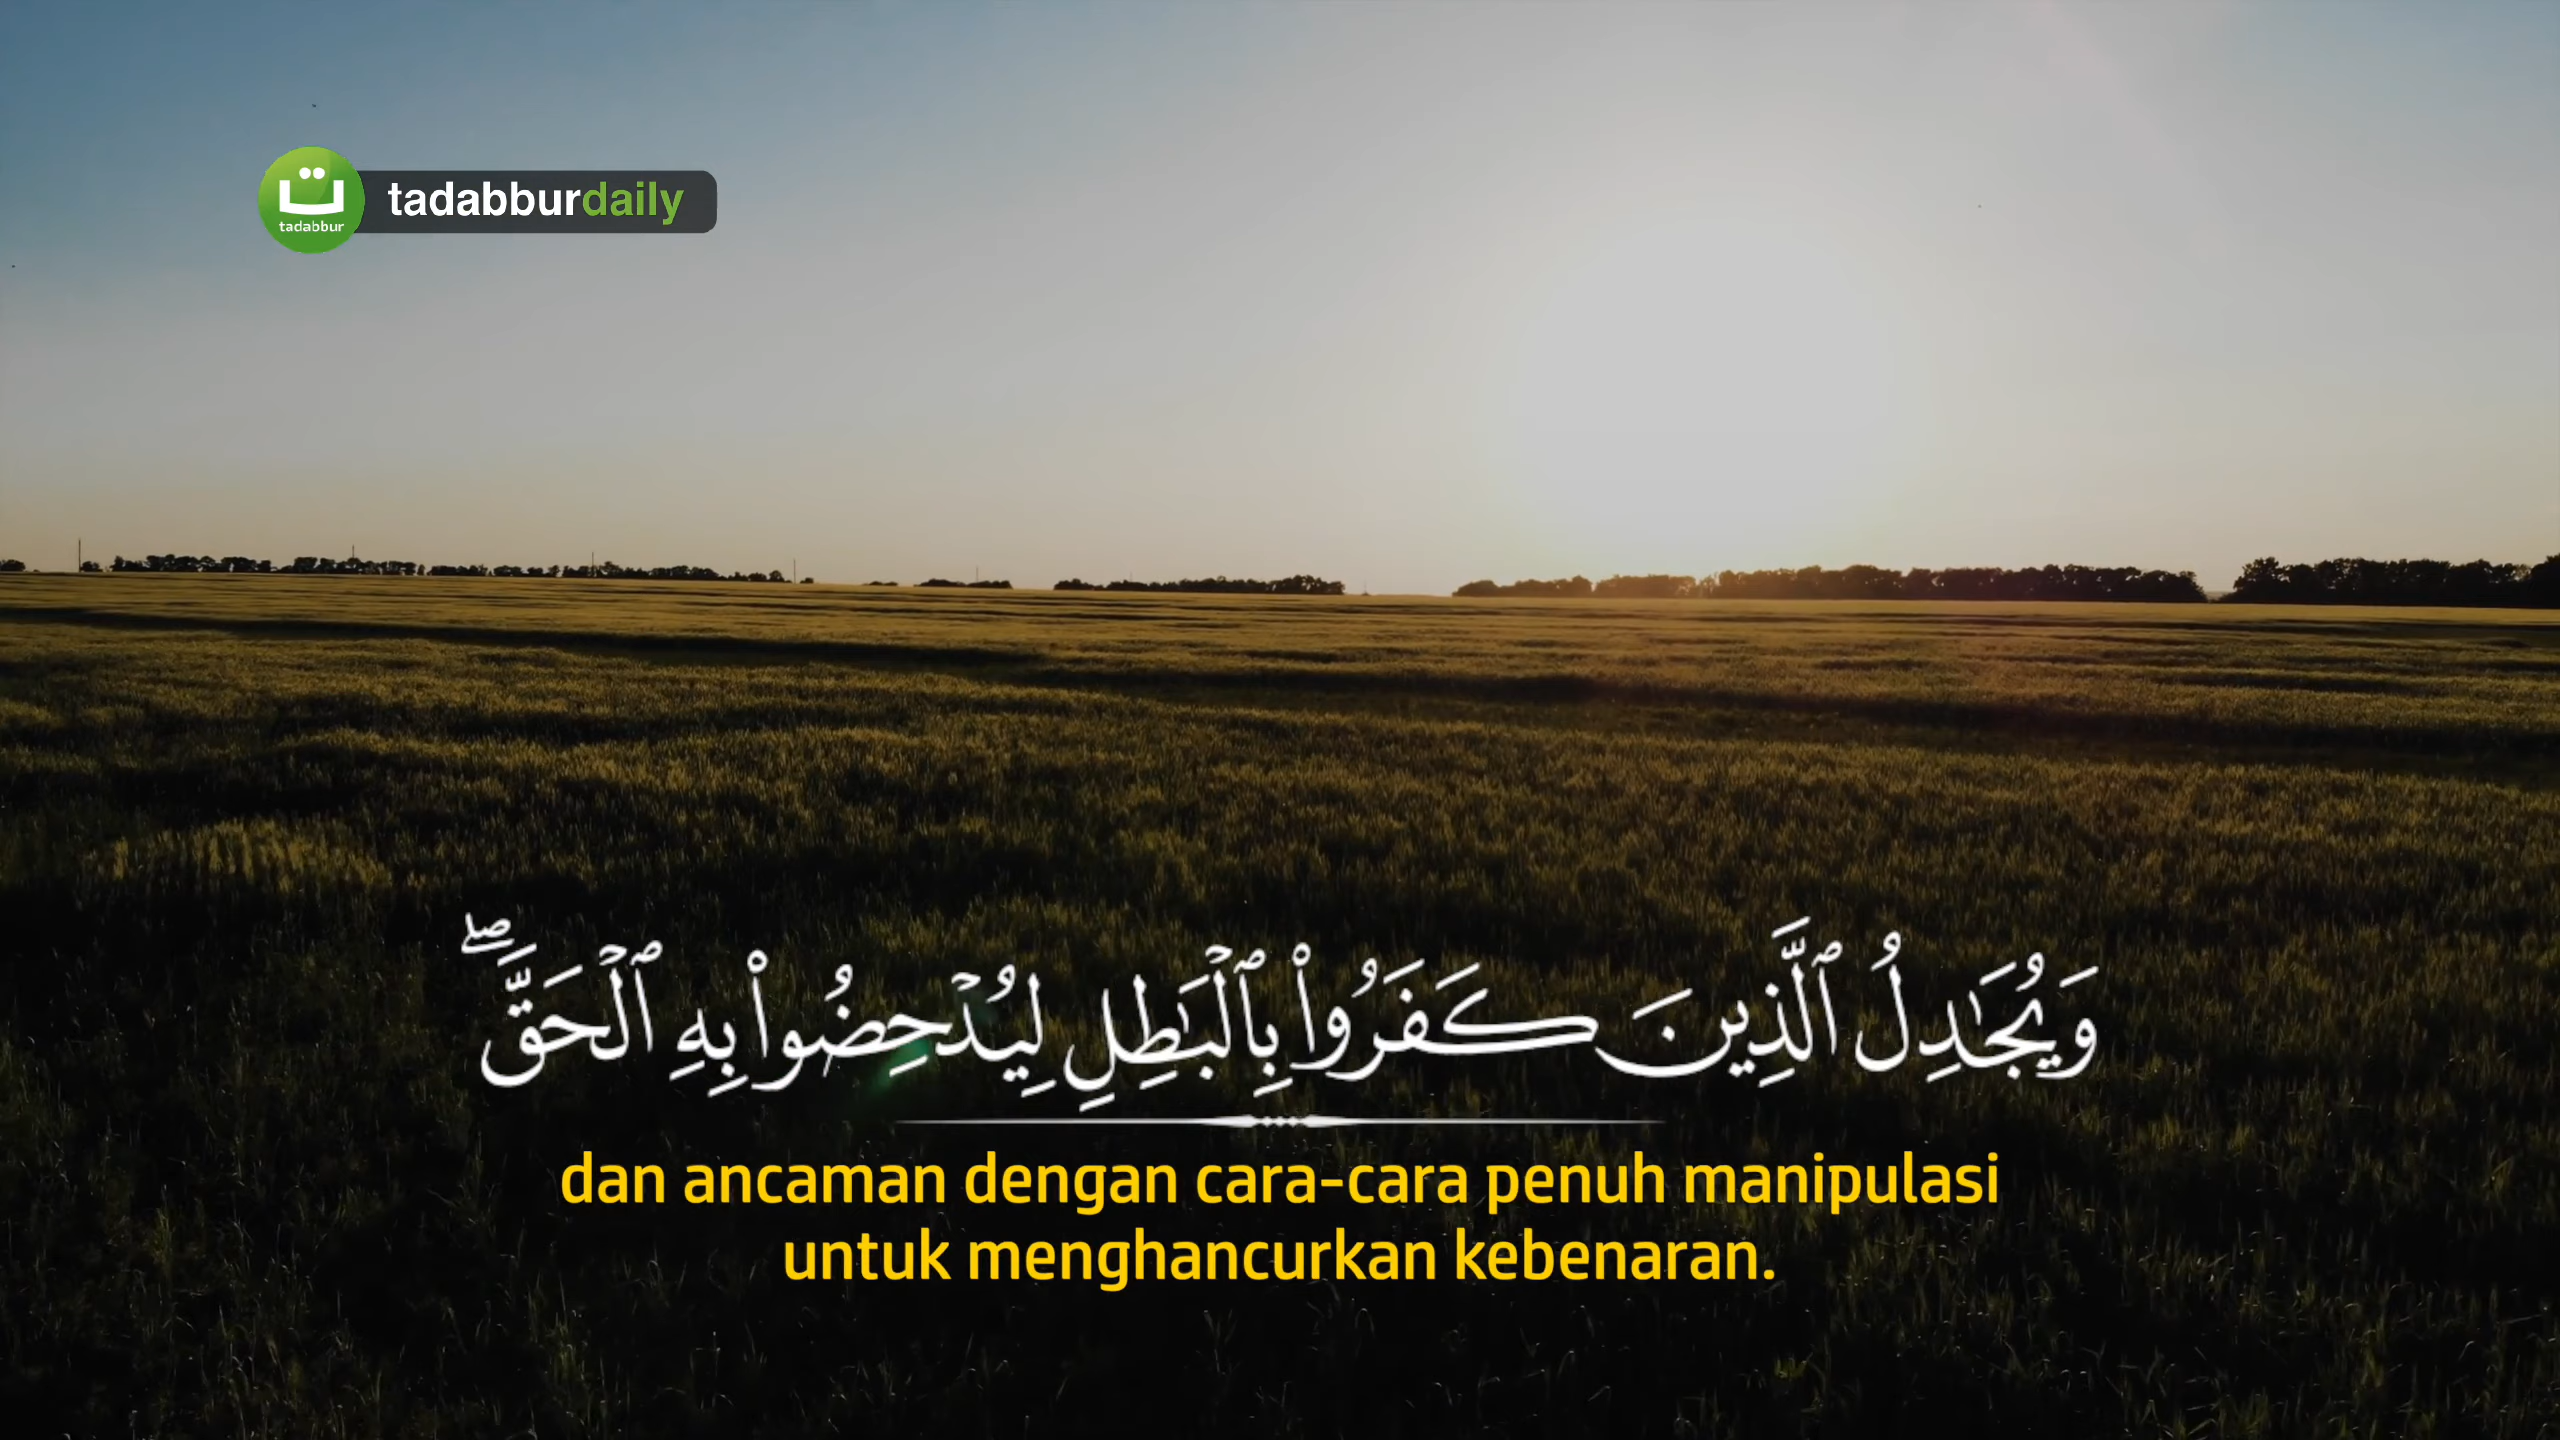 ت
tadabbur
tadabburdaily
وَيُجَـٰدِلُ ٱلَّذِينَ كَفَرُوا۟ بِٱلْبَـٰطِلِ لِيُدْحِضُوا۟ بِهِ ٱلْحَقَّ ۖ
dan ancaman dengan cara-cara penuh manipulasi
untuk menghancurkan kebenaran.